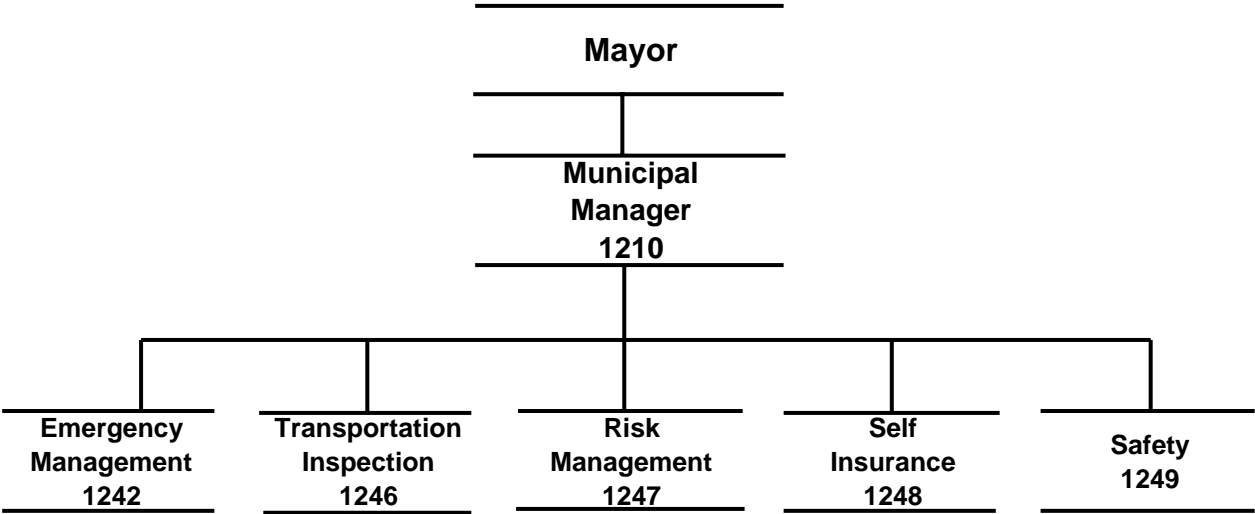 Mayor
Municipal
Manager
1210
Emergency
Management
1242
Transportation
Inspection
1246
Risk
Management
1247
Self
Insurance
1248
Safety
1249